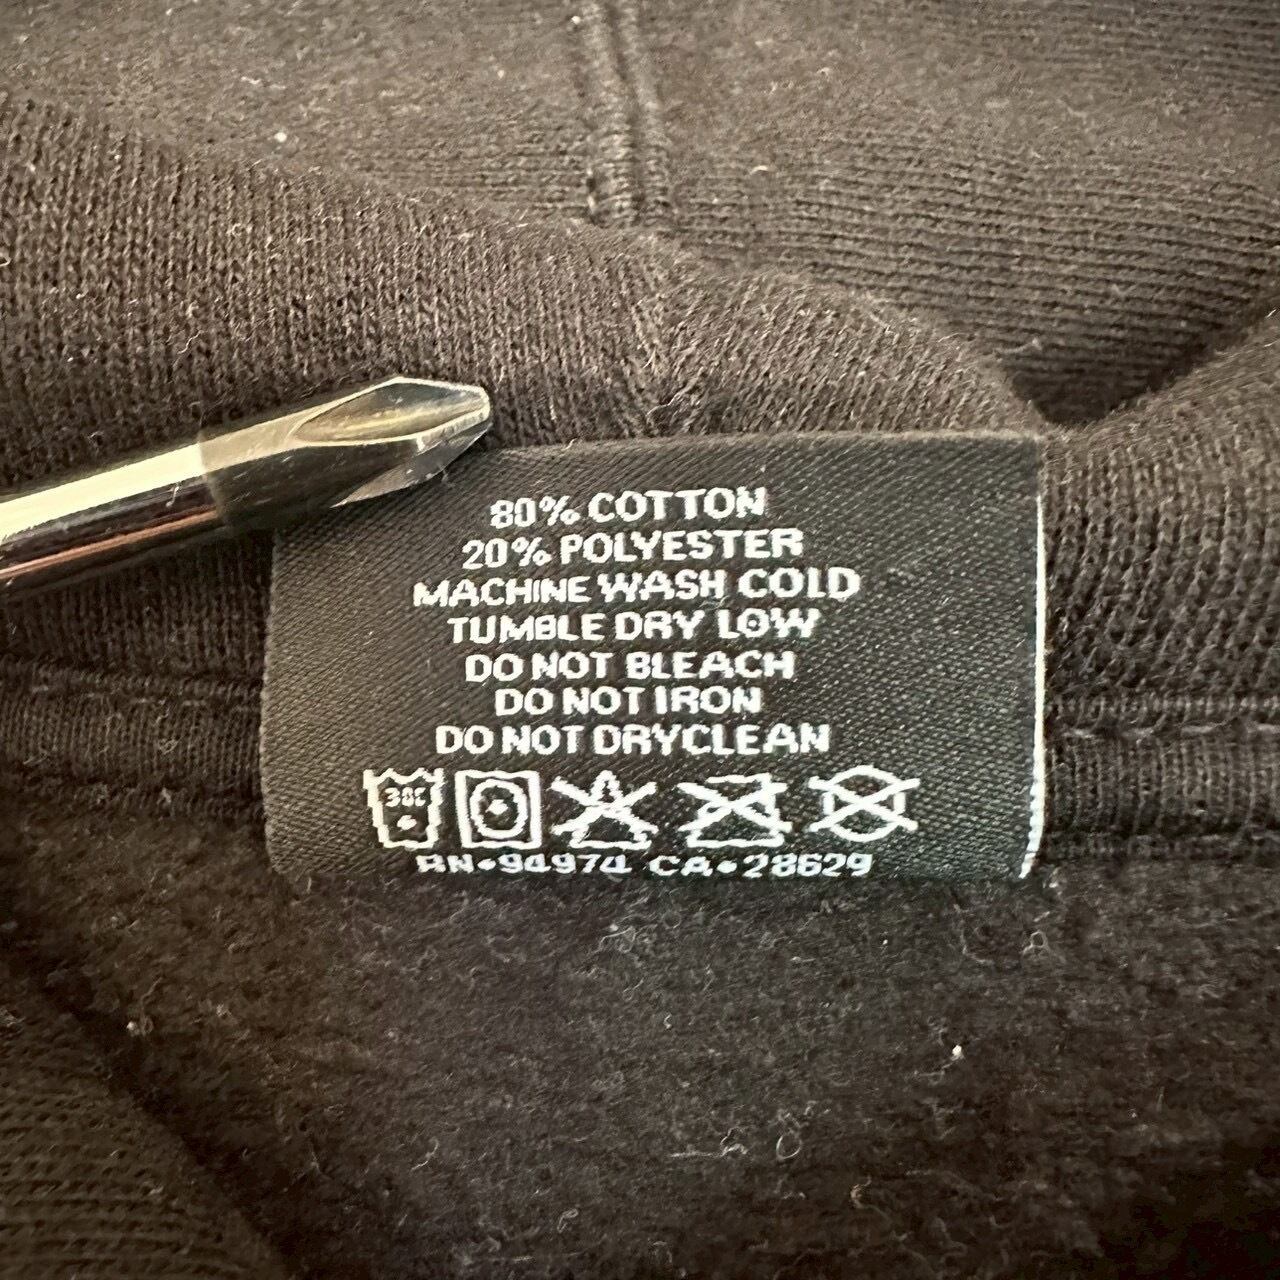 80% COTTON
20% POLYESTER
MACHINE WASH COLD
TUMBLE DRY LOW
DO NOT BLEACH
DO NOT IRON
DO NOT DRYCLEAN
30C
RN•94974 CA•28629